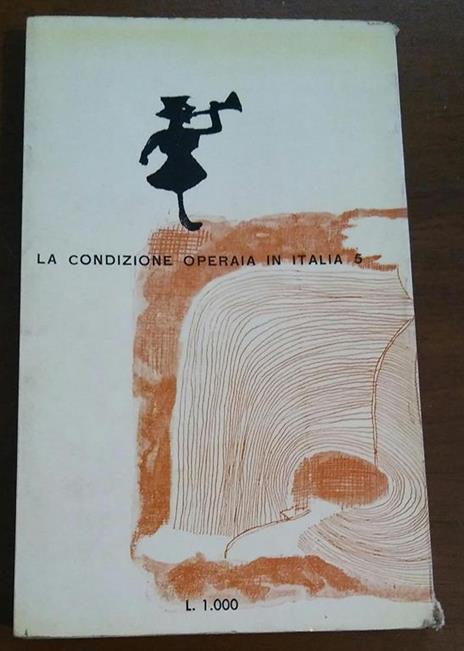 LA CONDIZIONE OPERAIA IN ITALIA 5
L. 1.000